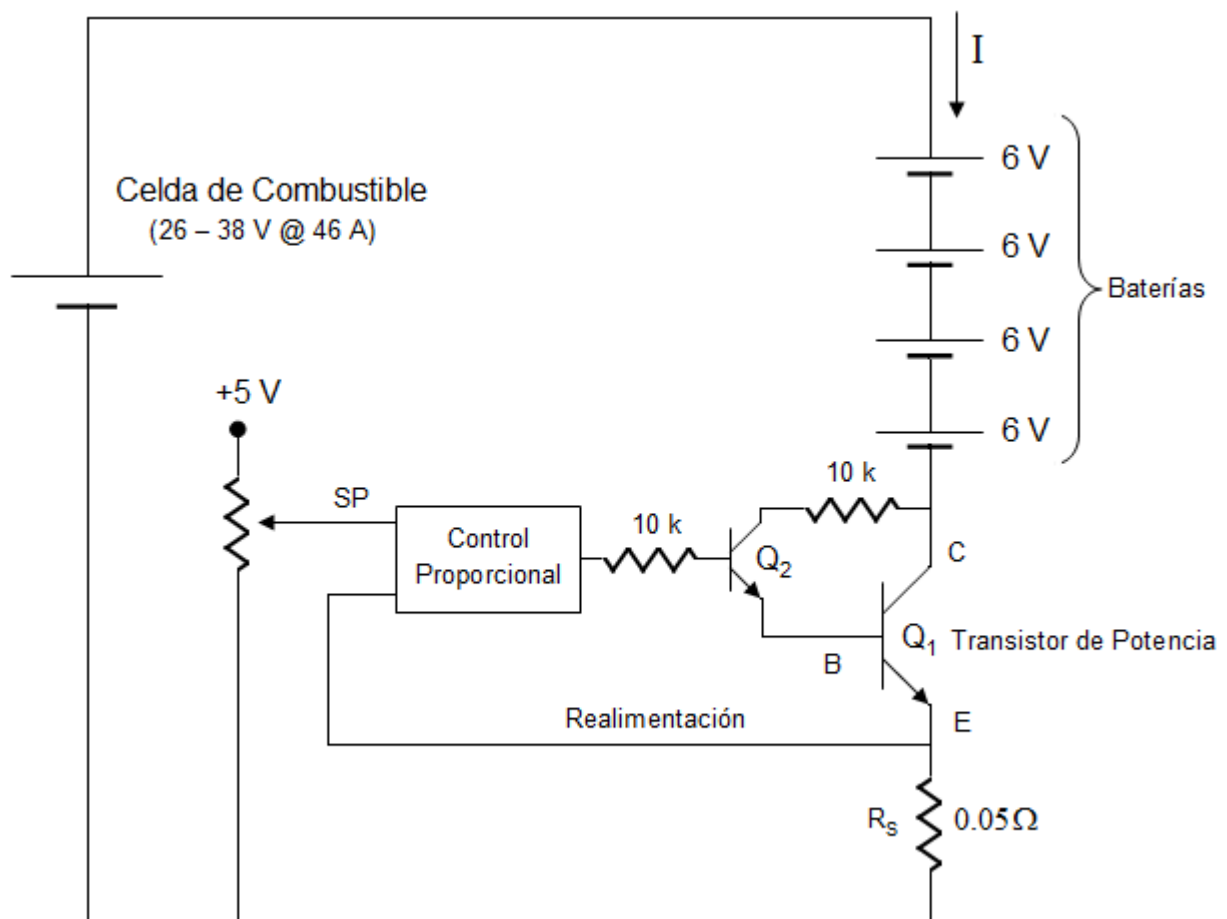 I
6 V
Celda de Combustible
(26 – 38 V @ 46 A)
6 V
Baterías
6 V
+5 V
6 V
10 k
SP
10 k
Control
Proporcional
Q2
C
Q1 Transistor de Potencia
B
Realimentación
E
RS 0.05Ω